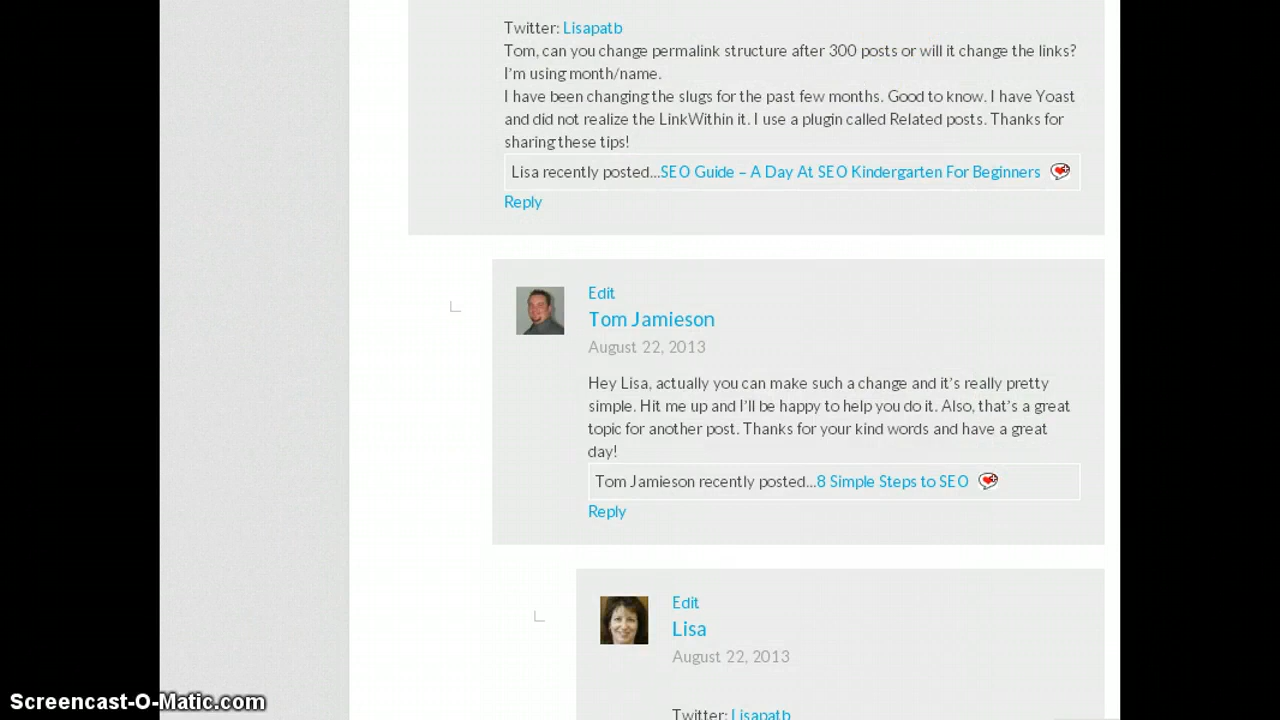 Twitter: Lisapatb
Tom, can you change permalink structure after 300 posts or will it change the links?
I'm using month/name.
I have been changing the slugs for the past few months. Good to know. I have Yoast
and did not realize the LinkWithin it. I use a plugin called Related posts. Thanks for
sharing these tips!
Lisa recently posted...SEO Guide – A Day At SEO Kindergarten For Beginners
Reply
Edit
Tom Jamieson
August 22, 2013
Hey Lisa, actually you can make such a change and it's really pretty
simple. Hit me up and I'll be happy to help you do it. Also, that's a great
topic for another post. Thanks for your kind words and have a great
day!
Tom Jamieson recently posted...8 Simple Steps to SEO
Reply
Edit
Lisa
August 22, 2013
Twitter: Lisapatb
Screencast-O-Matic.com